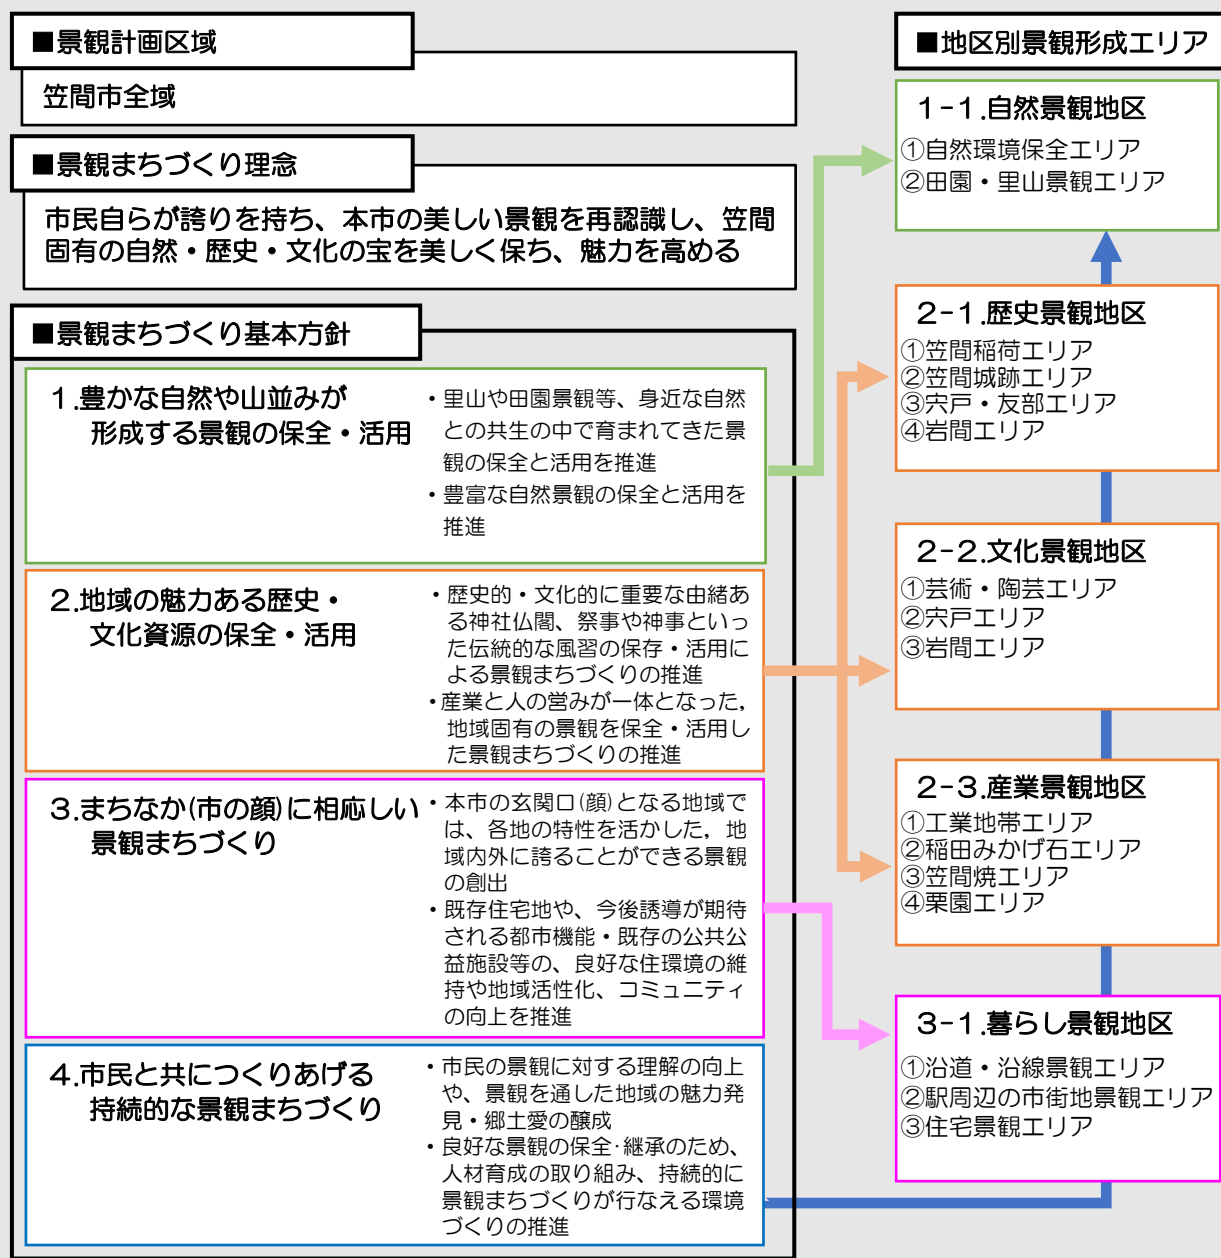 ■景観計画区域
笠間市全域
■景観まちづくり理念
市民自らが誇りを持ち、本市の美しい景観を再認識し、笠間
固有の自然・歴史・文化の宝を美しく保ち、魅力を高める
■景観まちづくり基本方針
1.豊かな自然や山並みが
形成する景観の保全・活用
・里山や田園景観等、身近な自然
との共生の中で育まれてきた景
観の保全と活用を推進
・豊富な自然景観の保全と活用を
推進
2.地域の魅力ある歴史・
文化資源の保全・活用
・歴史的・文化的に重要な由緒あ
る神社仏閣、祭事や神事といっ
た伝統的な風習の保存・活用に
よる景観まちづくりの推進
・産業と人の営みが一体となった,
地域固有の景観を保全・活用し
た景観まちづくりの推進
3.まちなか(市の顔)に相応しい
景観まちづくり
・本市の玄関口(顔)となる地域で
は、各地の特性を活かした,地
域内外に誇ることができる景観
の創出
・既存住宅地や、今後誘導が期待
される都市機能・既存の公共公
益施設等の、良好な住環境の維
持や地域活性化、コミュニティ
の向上を推進
4.市民と共につくりあげる
持続的な景観まちづくり
・市民の景観に対する理解の向上
や、景観を通した地域の魅力発
見・郷土愛の醸成
・良好な景観の保全・継承のため、
人材育成の取り組み、持続的に
景観まちづくりが行なえる環境
づくりの推進
■地区別景観形成エリア
1-1.自然景観地区
①自然環境保全エリア
②田園・里山景観エリア
2-1.歴史景観地区
①笠間稲荷エリア
②笠間城跡エリア
③宍戸・友部エリア
④岩間エリア
2-2.文化景観地区
①芸術・陶芸エリア
②宍戸エリア
③岩間エリア
2-3.産業景観地区
①工業地帯エリア
②稲田みかげ石エリア
③笠間焼エリア
④栗園エリア
3-1.暮らし景観地区
①沿道・沿線景観エリア
②駅周辺の市街地景観エリア
③住宅景観エリア